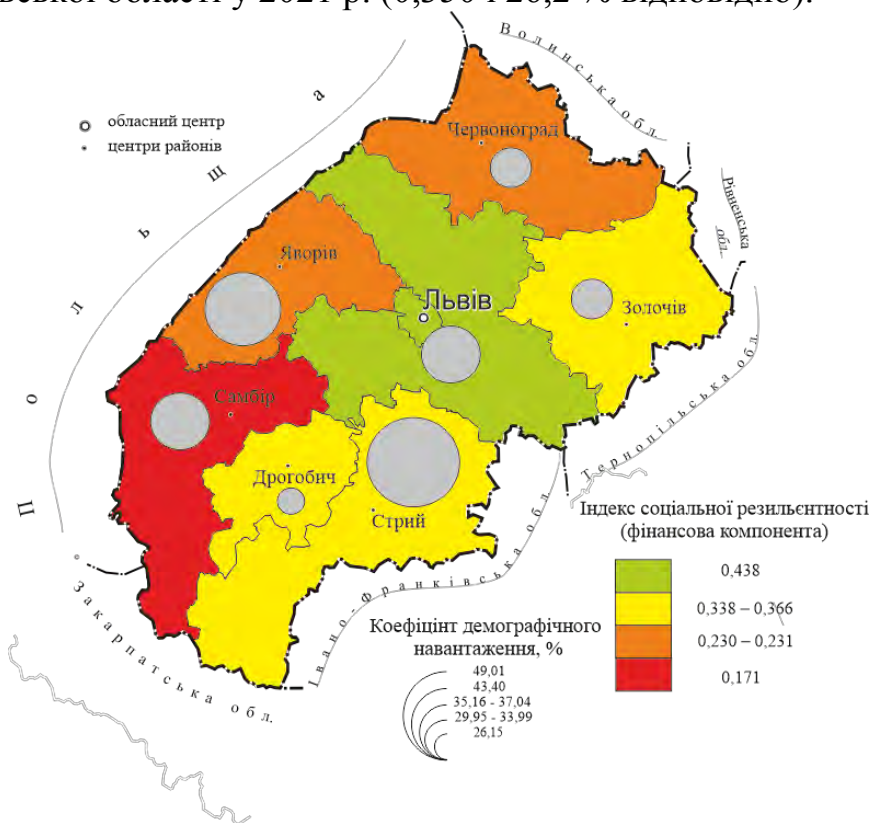 вської області у 2021 р. (0,330 і 26,2 % відповідно).
Волинська обл.
обласний центр
центри районів
Червоноград
Польща
Рівненська
обл.
Яворів
Львів
Золочів
Самбір
Тернопільська обл.
Дрогобич
Стрий
Індекс соціальної резильєнтності
(фінансова компонента)
0,438
0,338 – 0,366
0,230 – 0,231
0,171
Закарпатська обл.
Івано-Франківська обл.
Коефіцінт демографічного
навантаження, %
49,01
43,40
35,16 - 37,04
29,95 - 33,99
26,15